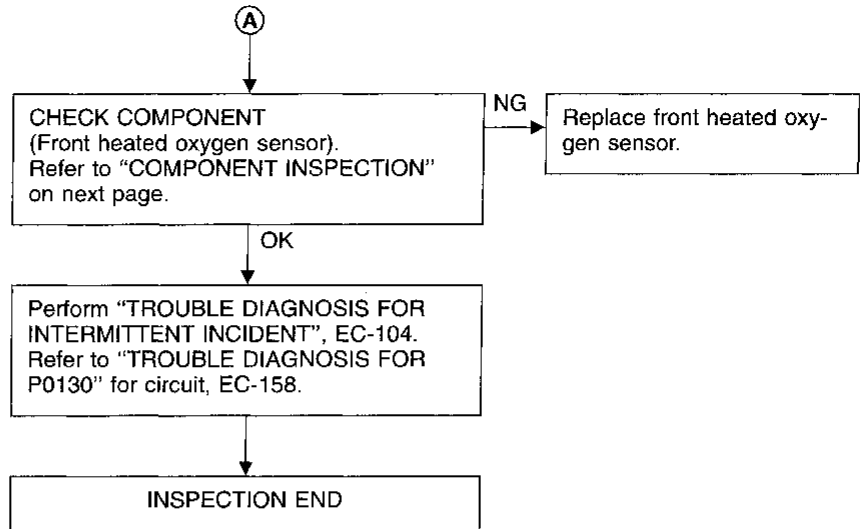 A
CHECK COMPONENT
(Front heated oxygen sensor).
Refer to “COMPONENT INSPECTION”
on next page.
NG
Replace front heated oxy-
gen sensor.
OK
Perform “TROUBLE DIAGNOSIS FOR
INTERMITTENT INCIDENT”, EC-104.
Refer to “TROUBLE DIAGNOSIS FOR
P0130” for circuit, EC-158.
INSPECTION END